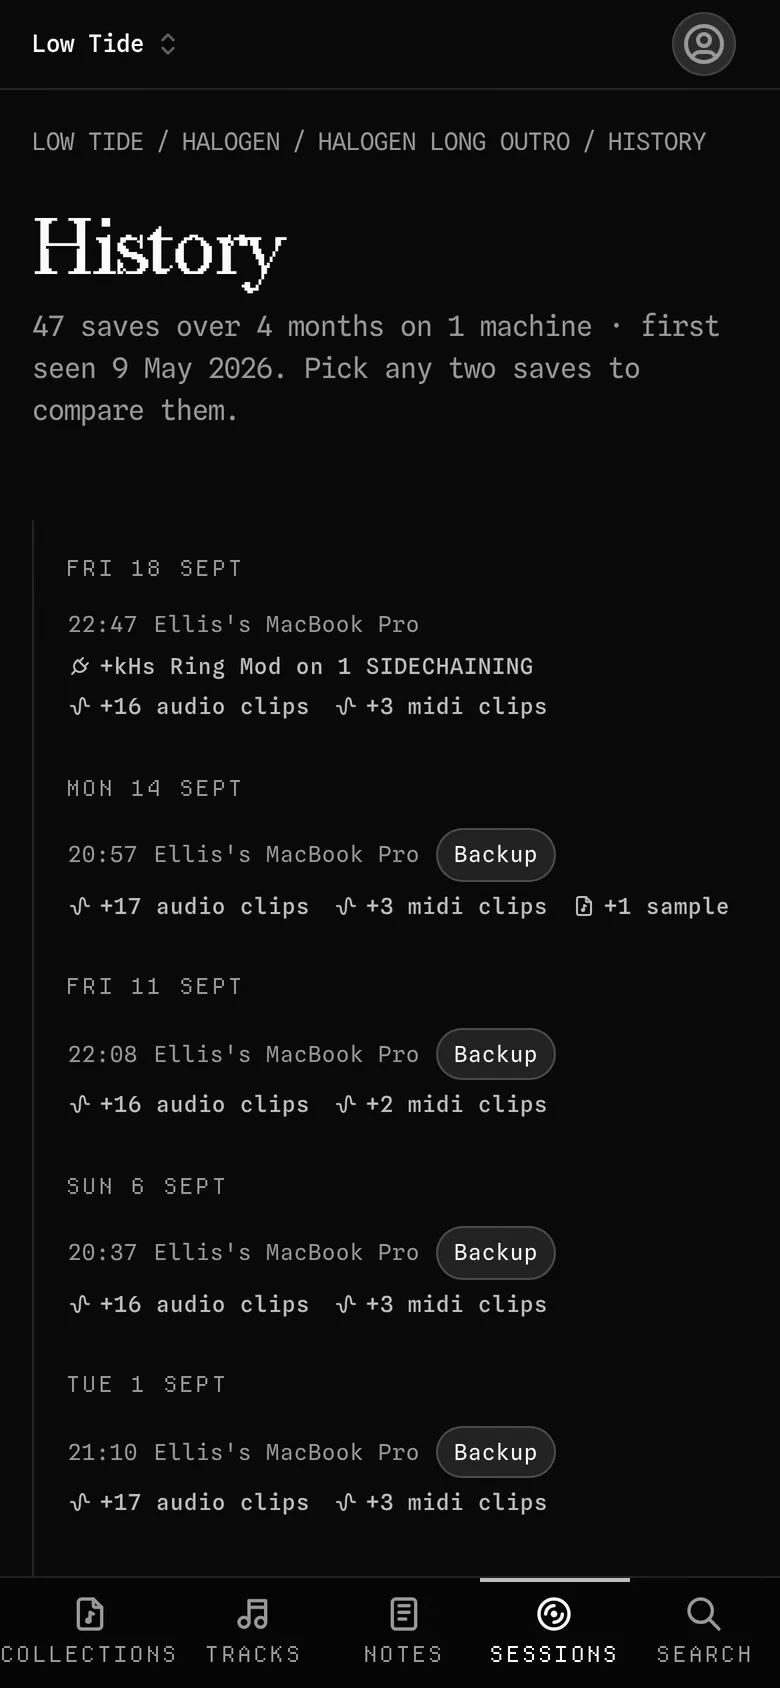 Low Tide
LOW TIDE / HALOGEN / HALOGEN LONG OUTRO / HISTORY
History
47 saves over 4 months on 1 machine · first
seen 9 May 2026. Pick any two saves to
compare them.
FRI 18 SEPT
22:47 Ellis's MacBook Pro
+kHs Ring Mod on 1 SIDECHAINING
+16 audio clips +3 midi clips
MON 14 SEPT
20:57 Ellis's MacBook Pro Backup
+17 audio clips +3 midi clips +1 sample
FRI 11 SEPT
22:08 Ellis's MacBook Pro Backup
+16 audio clips +2 midi clips
SUN 6 SEPT
20:37 Ellis's MacBook Pro Backup
+16 audio clips +3 midi clips
TUE 1 SEPT
21:10 Ellis's MacBook Pro Backup
+17 audio clips +3 midi clips
COLLECTIONS TRACKS NOTES SESSIONS SEARCH